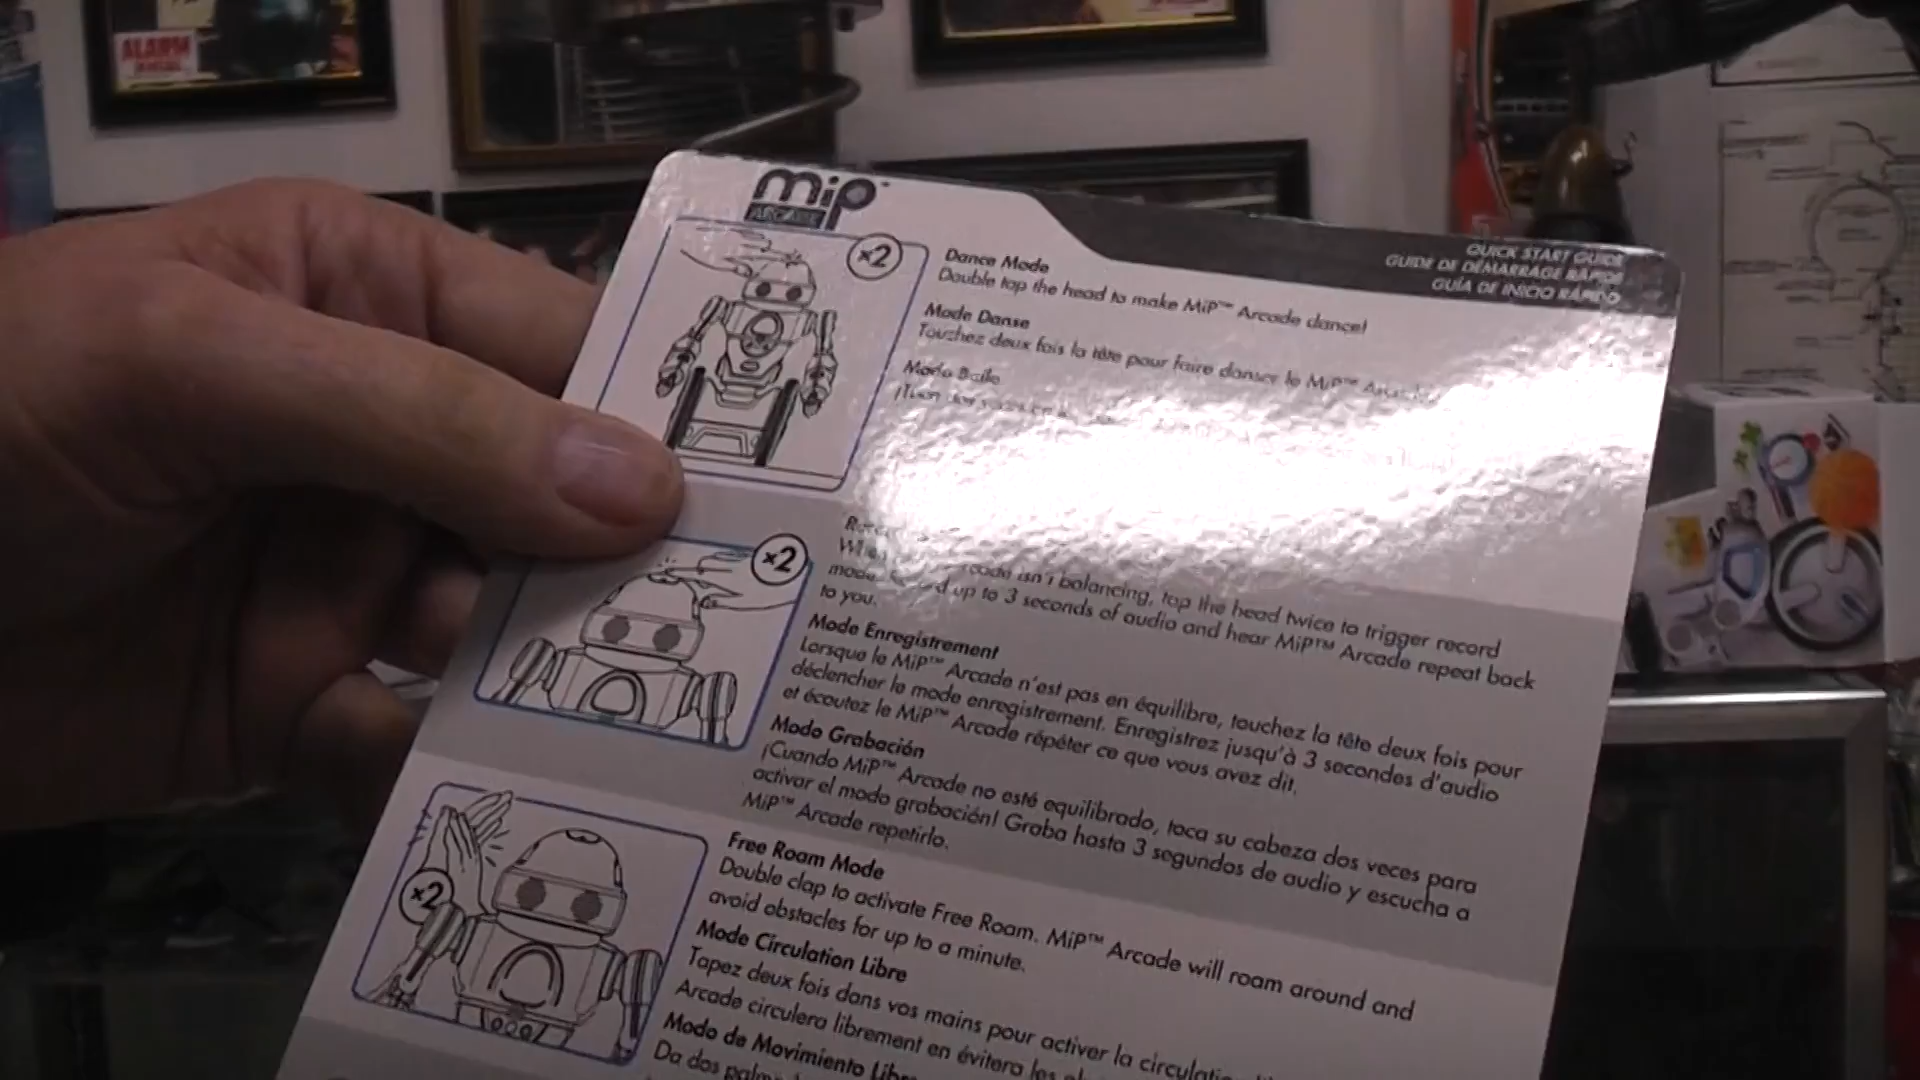 ALARM
mip
ARCADE
QUICK START GUIDE
GUIDE DE DÉMARRAGE RAPIDE
GUÍA DE INICIO RÁPIDO
×2
Dance Mode
Double tap the head to make MiP™ Arcade dance!
Mode Danse
Touchez deux fois la tête pour faire danser le MiP™
Modo Baile
×2
isn't balancing, tap the head twice to trigger record
up to 3 seconds of audio and hear MiP™ Arcade repeat back
to you.
Mode Enregistrement
Lorsque le MiP™ Arcade n'est pas en équilibre, touchez la tête deux fois pour
déclencher le mode enregistrement. Enregistrez jusqu'à 3 secondes d'audio
et écoutez le MiP™ Arcade répéter ce que vous avez dit.
Modo Grabación
¡Cuando MiP™ Arcade no esté equilibrado, toca su cabeza dos veces para
activar el modo grabación! Graba hasta 3 segundos de audio y escucha a
MiP™ Arcade repetirlo.
×2
Free Roam Mode
Double clap to activate Free Roam. MiP™ Arcade will roam around and
avoid obstacles for up to a minute.
Mode Circulation Libre
Tapez deux fois dans vos mains pour activer la
Arcade circulera librement en évitera les
Modo de Movimiento
Da dos